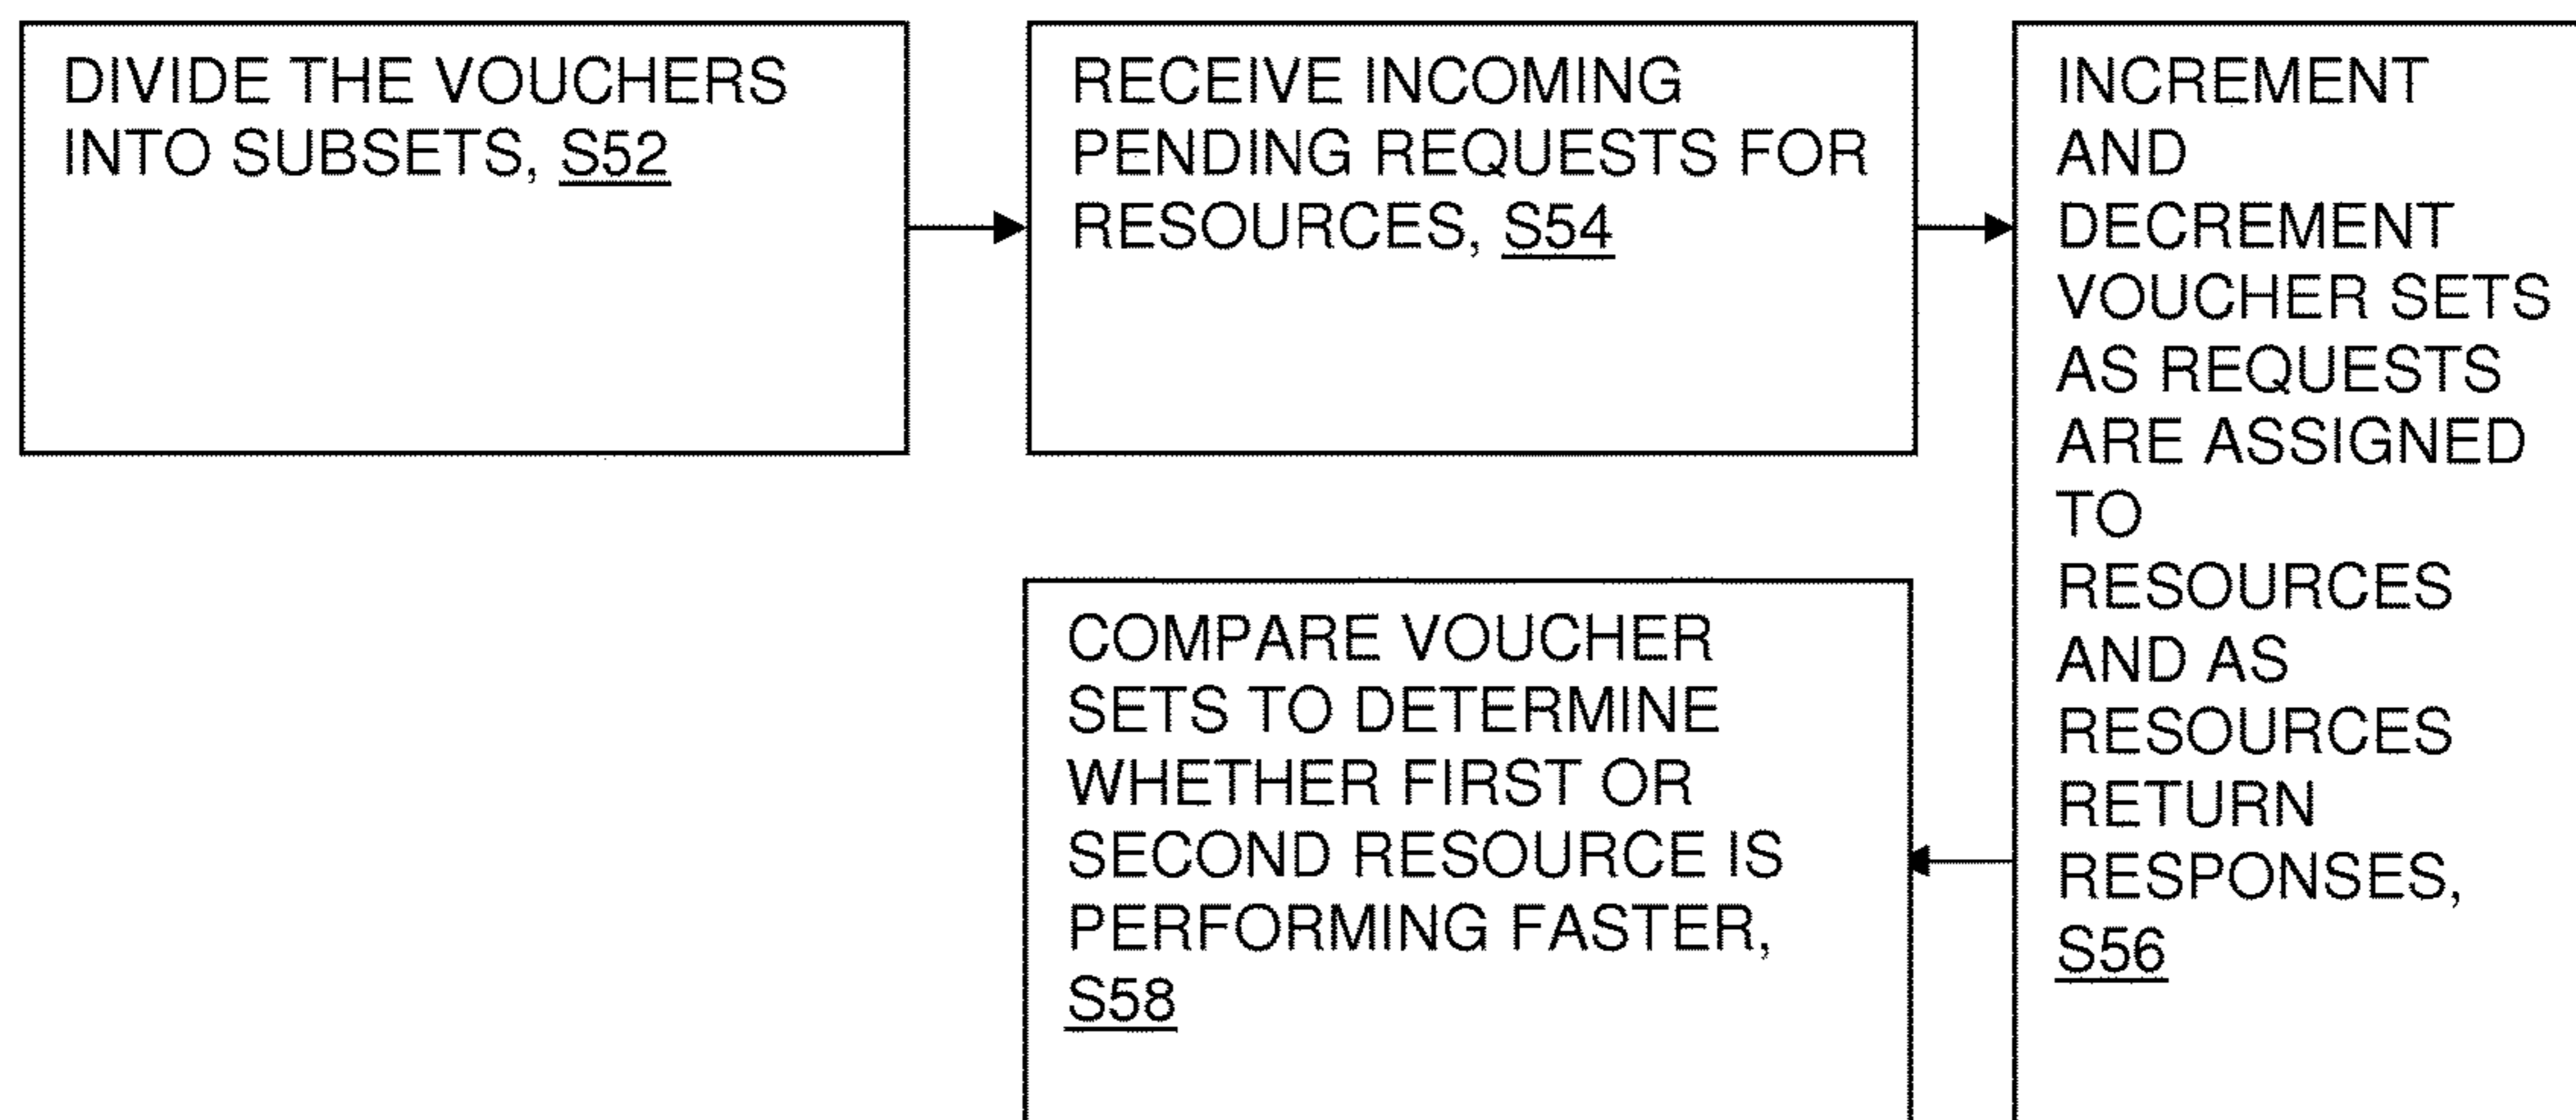 DIVIDE THE VOUCHERS
INTO SUBSETS, S52
RECEIVE INCOMING
PENDING REQUESTS FOR
RESOURCES, S54
INCREMENT
AND
DECREMENT
VOUCHER SETS
AS REQUESTS
ARE ASSIGNED
TO
RESOURCES
AND AS
RESOURCES
RETURN
RESPONSES,
S56
COMPARE VOUCHER
SETS TO DETERMINE
WHETHER FIRST OR
SECOND RESOURCE IS
PERFORMING FASTER,
S58